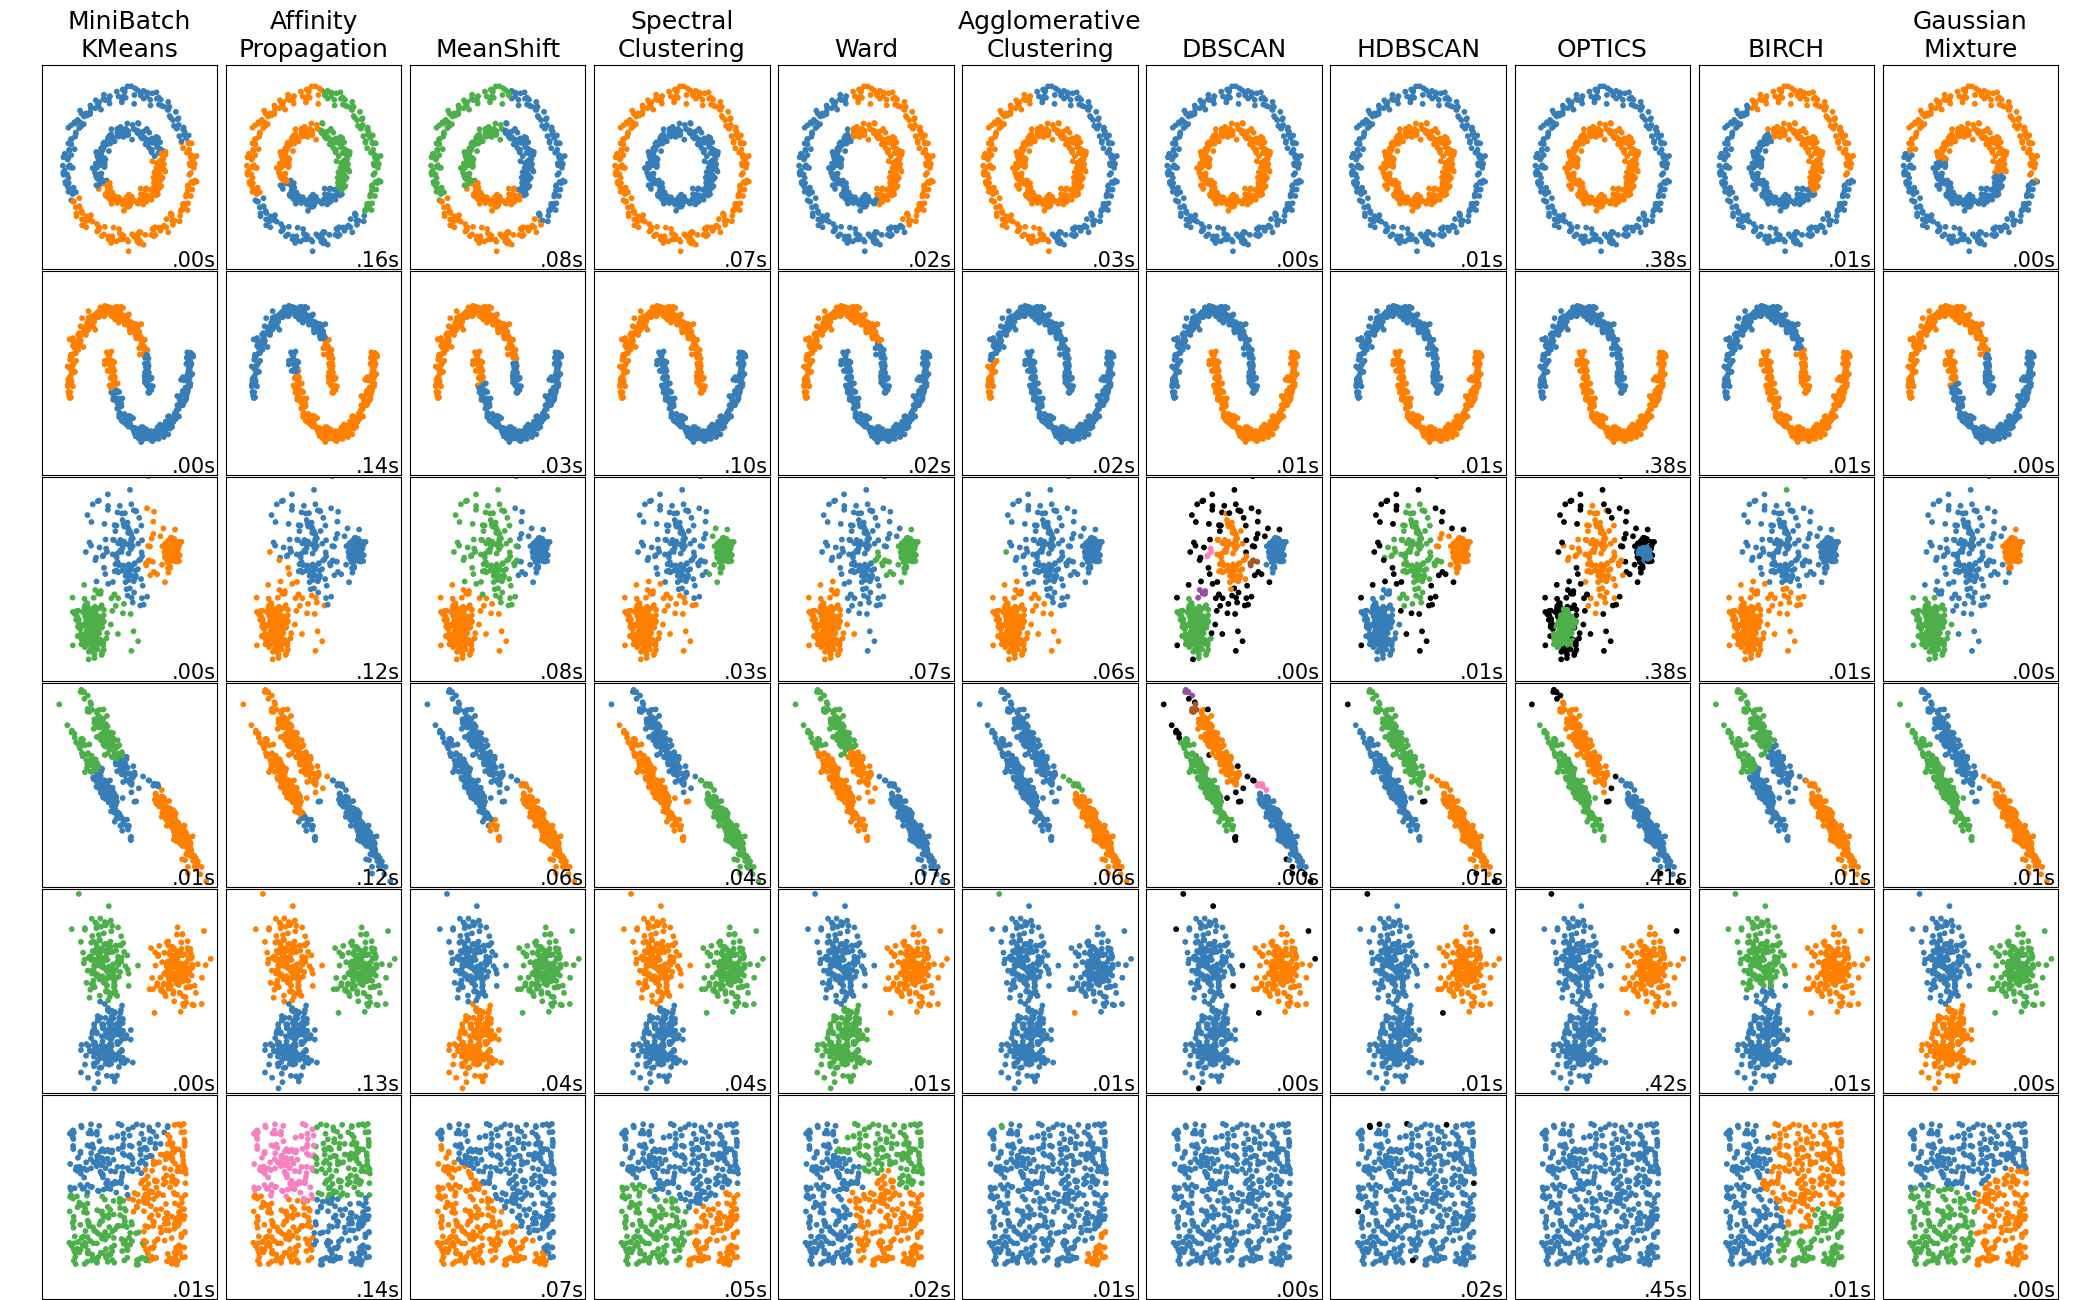 MiniBatch
KMeans
Affinity
Propagation
MeanShift
Spectral
Clustering
Ward
Agglomerative
Clustering
DBSCAN
HDBSCAN
OPTICS
BIRCH
Gaussian
Mixture
.00s
.16s
.08s
.07s
.02s
.03s
.00s
.01s
.38s
.01s
.00s
.00s
.14s
.03s
.10s
.02s
.02s
.01s
.01s
.38s
.01s
.00s
.00s
.12s
.08s
.03s
.07s
.06s
.00s
.01s
.38s
.01s
.00s
.01s
.12s
.06s
.04s
.07s
.06s
.00s
.01s
.41s
.01s
.01s
.00s
.13s
.04s
.04s
.01s
.01s
.00s
.01s
.42s
.01s
.00s
.01s
.14s
.07s
.05s
.02s
.01s
.00s
.02s
.45s
.01s
.00s